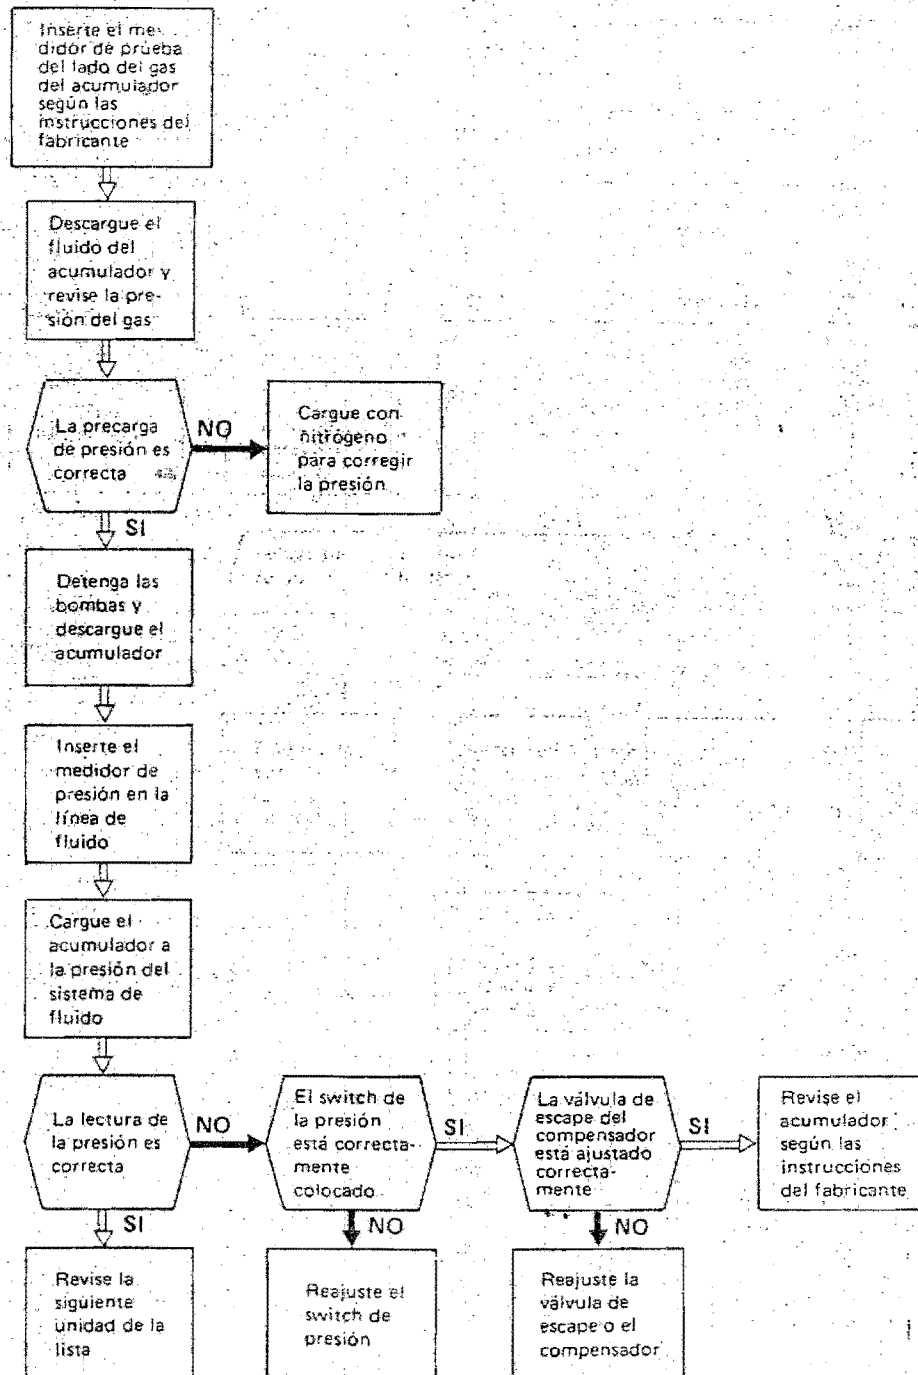 Inserte el me-
didor de prueba
del lado del gas
del acumulador
según las
instrucciones del
fabricante
Descargue el
fluido del
acumulador y
revise la pre-
sión del gas
La precarga
de presión es
correcta
NO
Cargue con
nitrógeno
para corregir
la presión
SI
Detenga las
bombas y
descargue el
acumulador
Inserte el
medidor de
presión en la
línea de
fluido
Cargue el
acumulador a
la presión del
sistema de
fluido
La lectura de
la presión es
correcta
NO
El switch de
la presión
está correcta-
mente
colocado
SI
La válvula de
escape del
compensador
está ajustado
correcta-
mente
SI
Revise el
acumulador
según las
instrucciones
del fabricante
SI
NO
NO
Revise la
siguiente
unidad de la
lista
Reajuste el
switch de
presión
Reajuste la
válvula de
escape o el
compensador